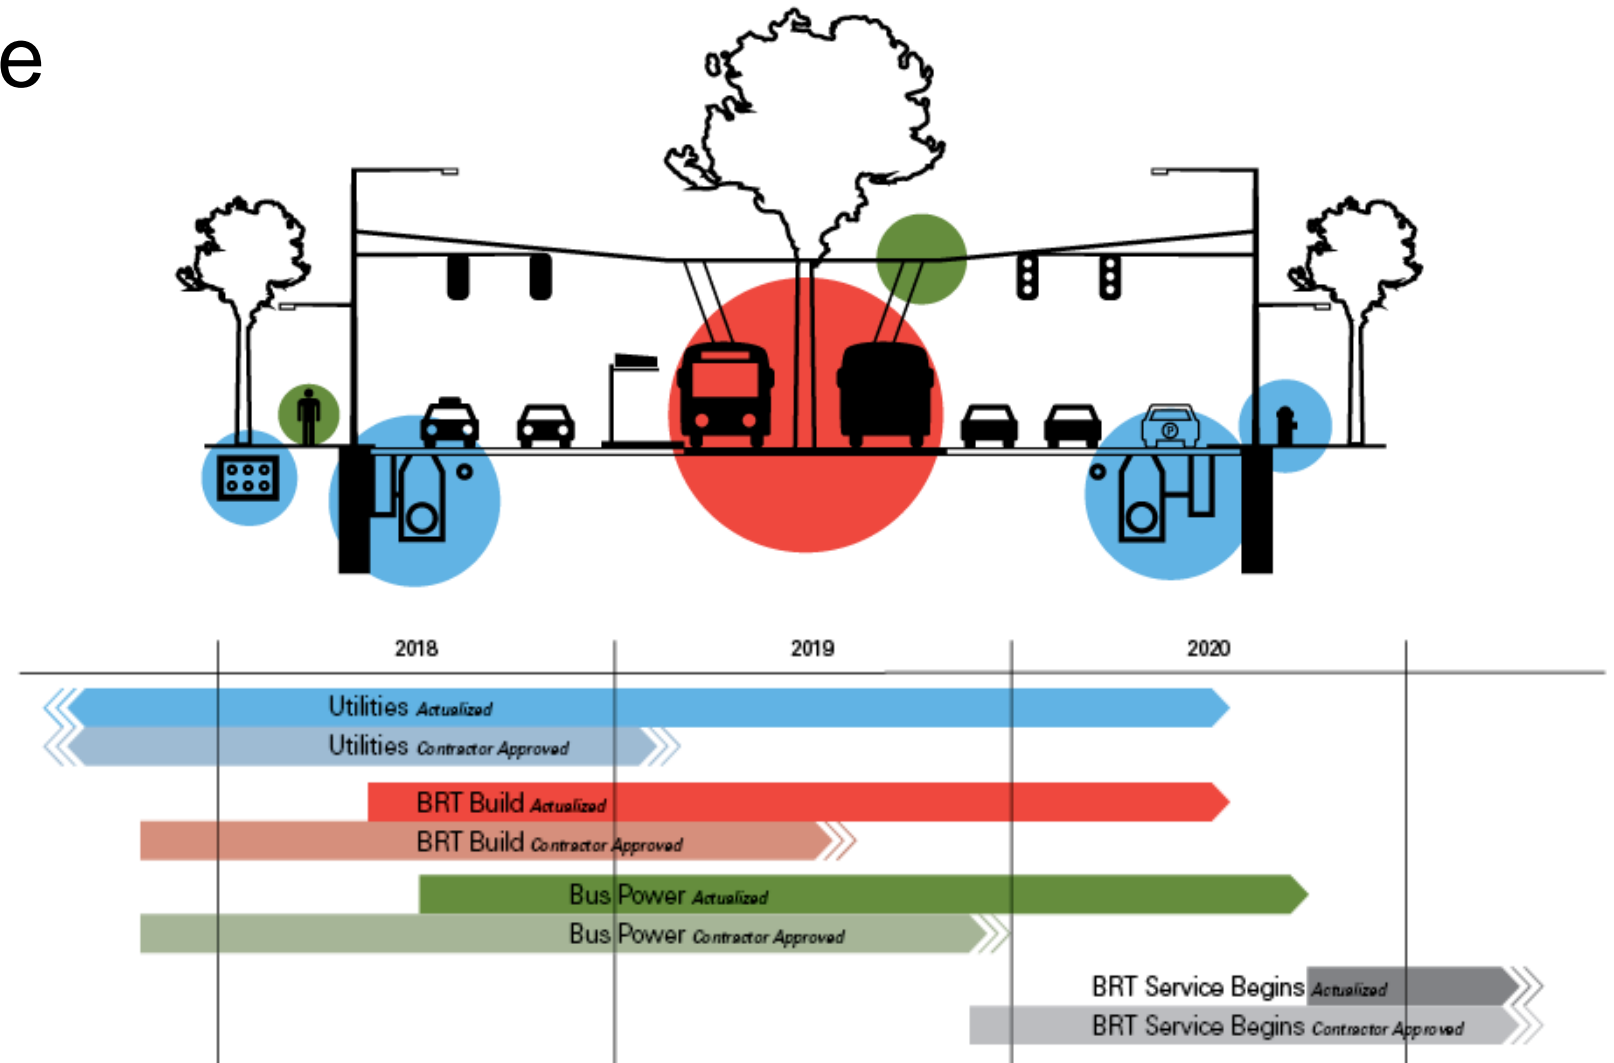 e
P
2018 2019 2020
Utilities Actualized
Utilities Contractor Approved
BRT Build Actualized
BRT Build Contractor Approved
Bus Power Actualized
Bus Power Contractor Approved
BRT Service Begins Actualized
BRT Service Begins Contractor Approved